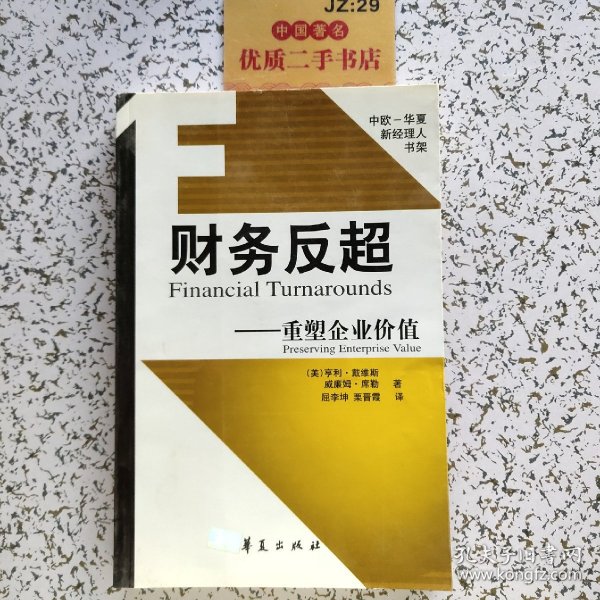 JZ:29
中国著名
优质二手书店
中欧－华夏
新经理人
书架
财务反超
Financial Turnarounds
——重塑企业价值
Preserving Enterprise Value
(美)亨利·戴维斯
威廉姆·席勒 著
屈李坤 栗晋霞 译
华夏出版社
孔夫子旧书网
www.kongfz.com